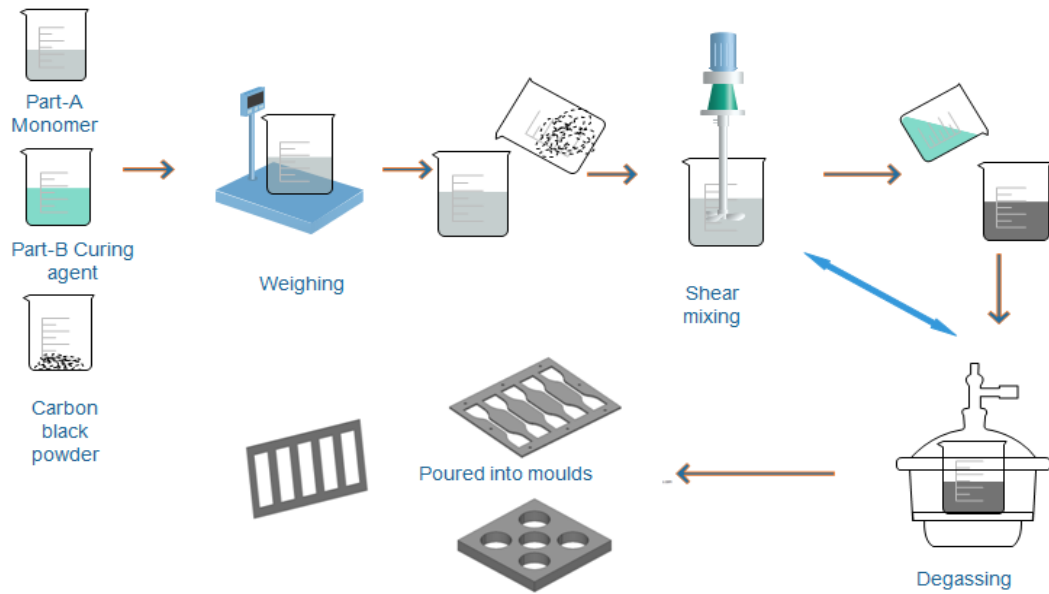 Part-A
Monomer
Part-B Curing
agent
Carbon
black
powder
Weighing
Shear
mixing
Degassing
Poured into moulds